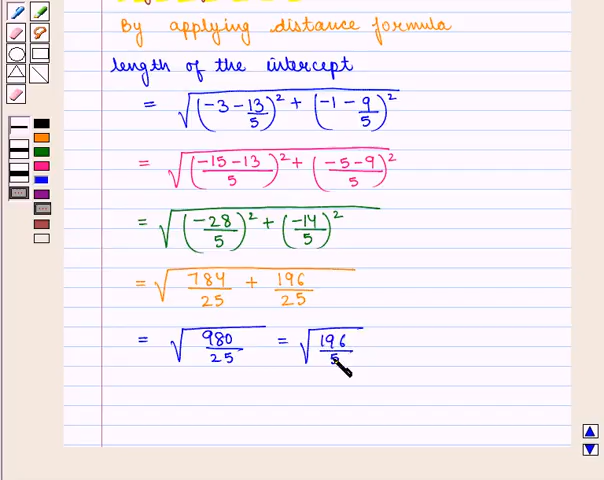 By applying distance formula
length of the intercept
= √((-3 - 13/5)² + (-1 - 9/5)²)
= √((-15-13/5)² + (-5-9/5)²)
= √((-28/5)² + (-14/5)²)
= √(784/25 + 196/25)
= √(980/25) = √(196/5)